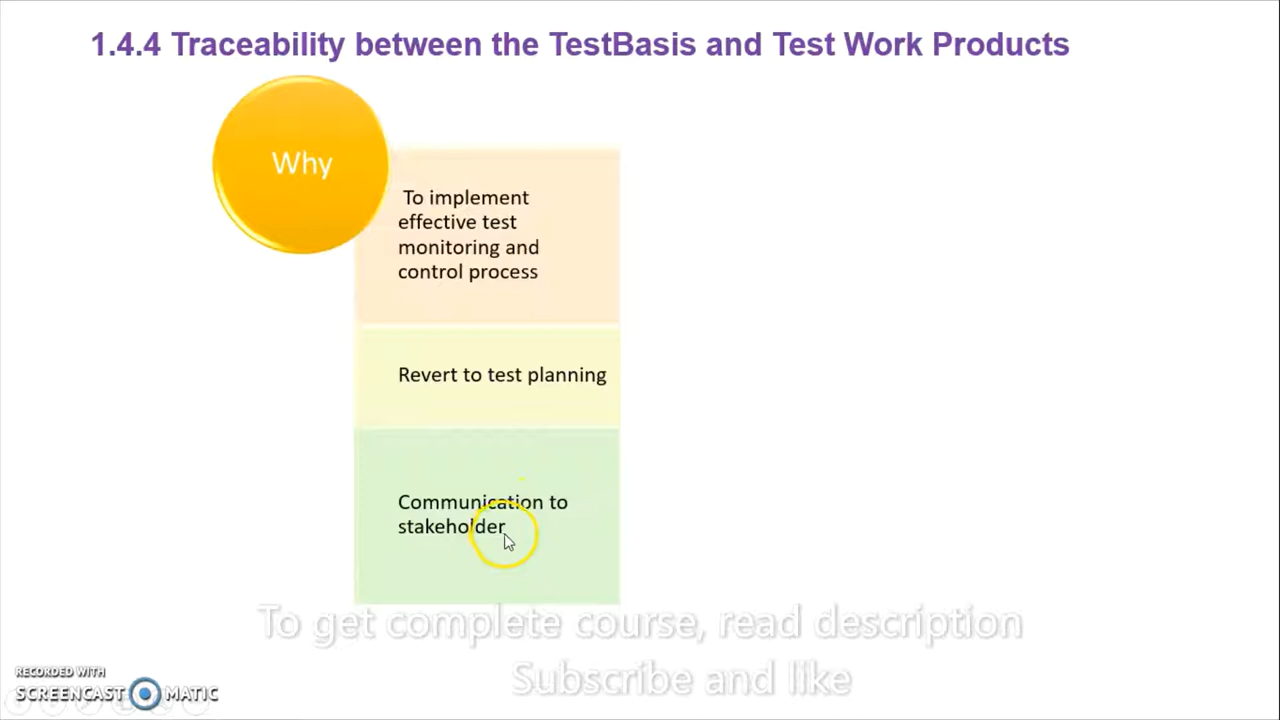 1.4.4 Traceability between the TestBasis and Test Work Products
Why
To implement
effective test
monitoring and
control process
Revert to test planning
Communication to
stakeholder
To get complete course, read description
Subscribe and like
RECORDED WITH
SCREENCAST MATIC